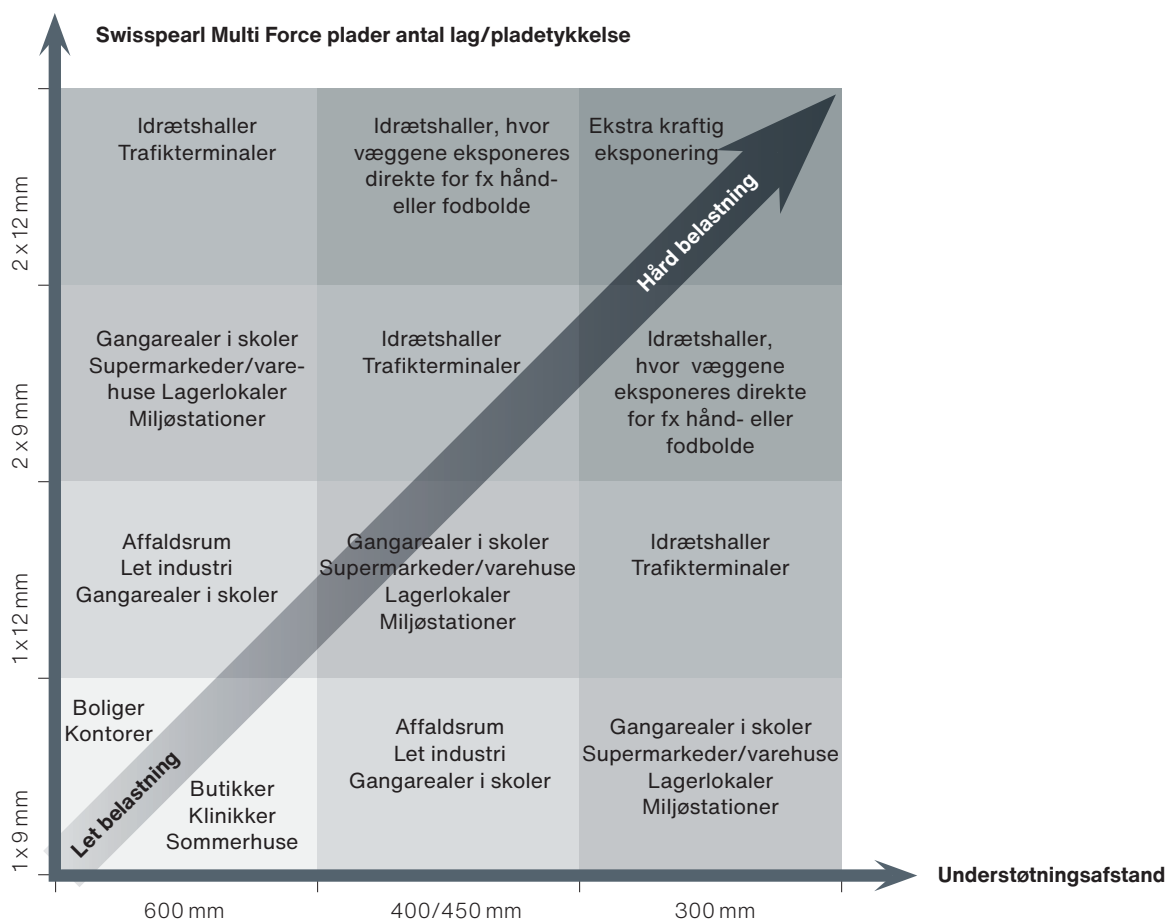 Swisspearl Multi Force plader antal lag/pladetykkelse
2 x 12 mm
Idrætshaller
Trafikterminaler
Idrætshaller, hvor
væggene eksponeres
direkte for fx hånd-
eller fodbolde
Ekstra kraftig
eksponering
Hård belastning
2 x 9 mm
Gangarealer i skoler
Supermarkeder/vare-
huse Lagerlokaler
Miljøstationer
Idrætshaller
Trafikterminaler
Idrætshaller,
hvor væggene
eksponeres direkte
for fx hånd- eller
fodbolde
1 x 12 mm
Affaldsrum
Let industri
Gangarealer i skoler
Gangarealer i skoler
Supermarkeder/varehuse
Lagerlokaler
Miljøstationer
Idrætshaller
Trafikterminaler
1 x 9 mm
Boliger
Kontorer
Let belastning
Butikker
Klinikker
Sommerhuse
Affaldsrum
Let industri
Gangarealer i skoler
Gangarealer i skoler
Supermarkeder/varehuse
Lagerlokaler
Miljøstationer
Understøtningsafstand
600 mm
400/450 mm
300 mm